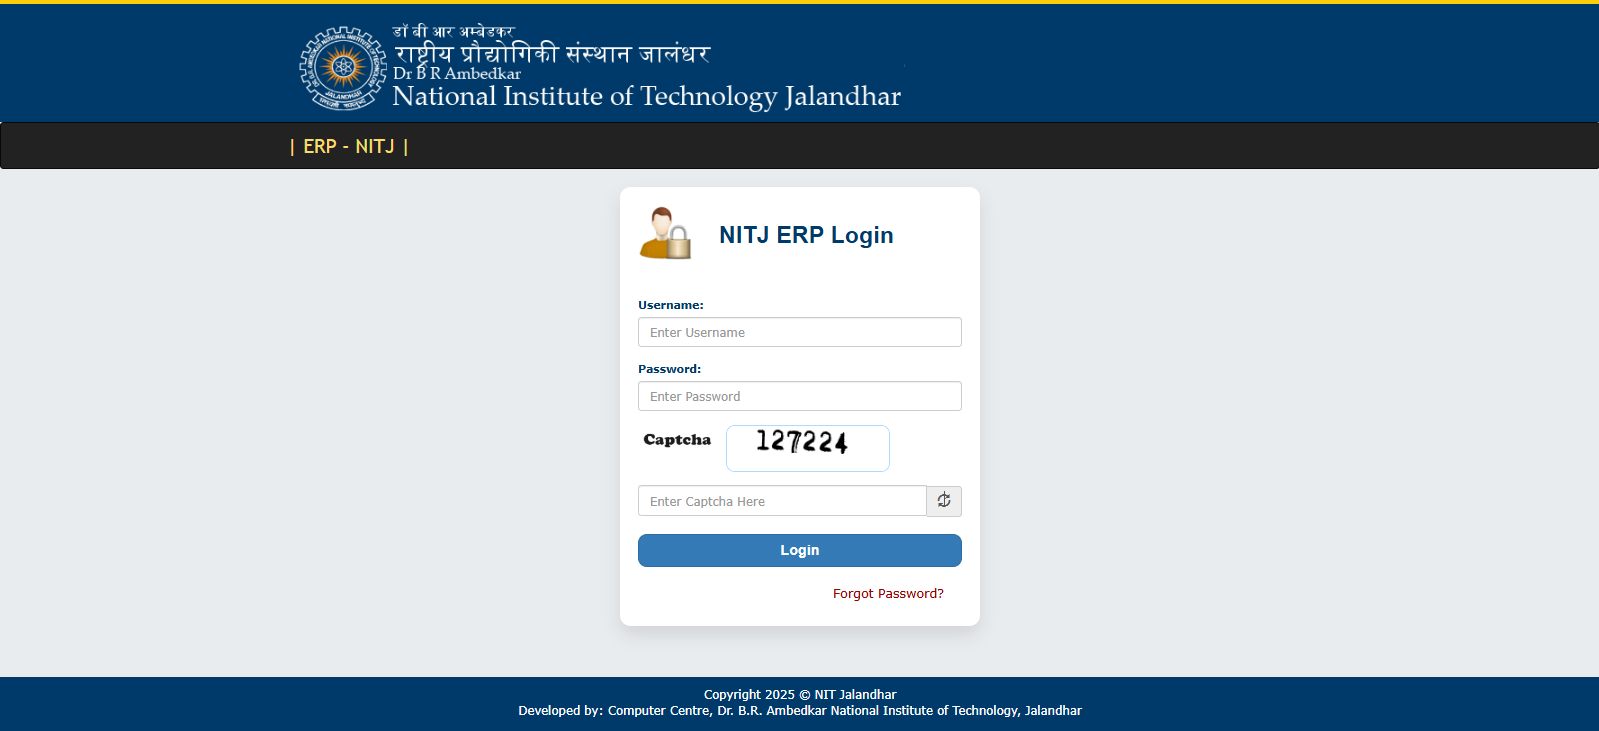 डॉ बी आर अम्बेडकर
राष्ट्रीय प्रौद्योगिकी संस्थान जालंधर
Dr B R Ambedkar
National Institute of Technology Jalandhar
| ERP - NITJ |
NITJ ERP Login
Username:
Enter Username
Password:
Enter Password
Captcha 127224
Enter Captcha Here
Login
Forgot Password?
Copyright 2025 © NIT Jalandhar
Developed by: Computer Centre, Dr. B.R. Ambedkar National Institute of Technology, Jalandhar